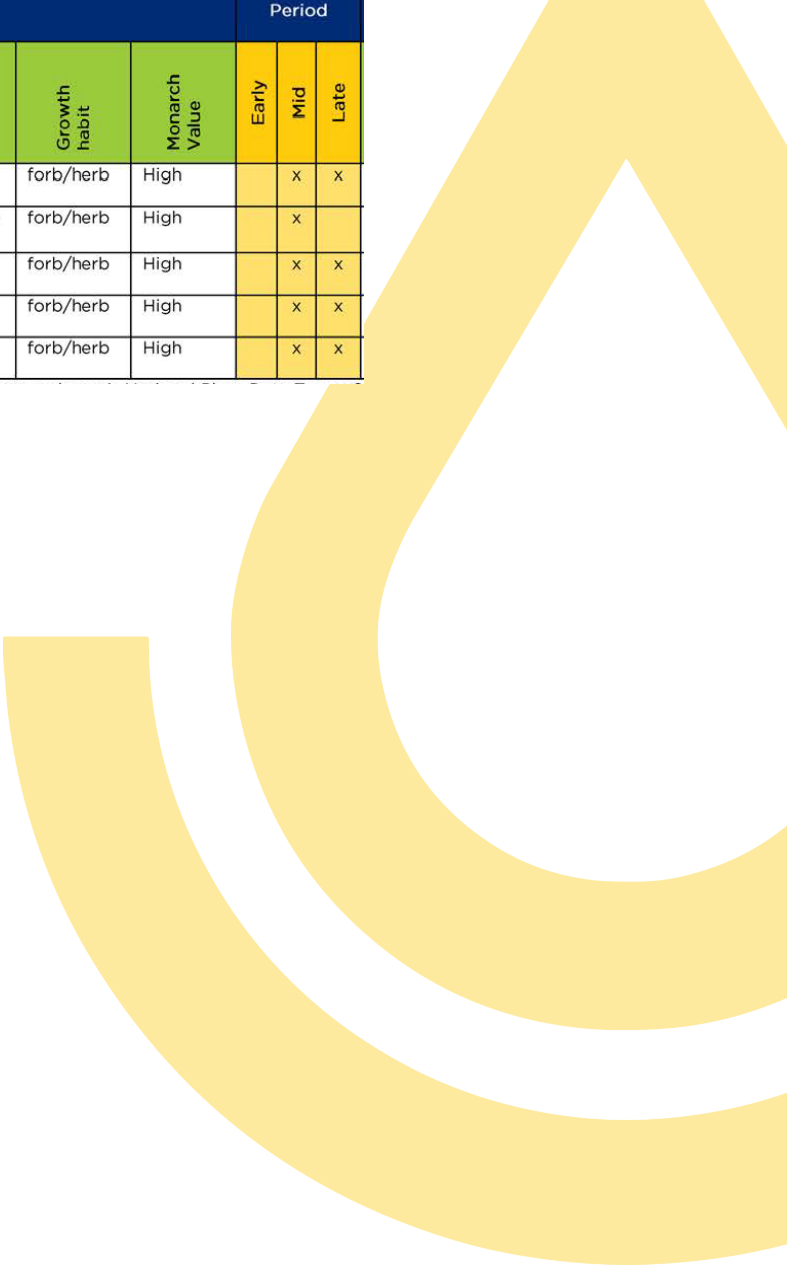 Period
Growth habit Monarch Value Early Mid Late
forb/herb High x x
forb/herb High x
forb/herb High x x
forb/herb High x x
forb/herb High x x